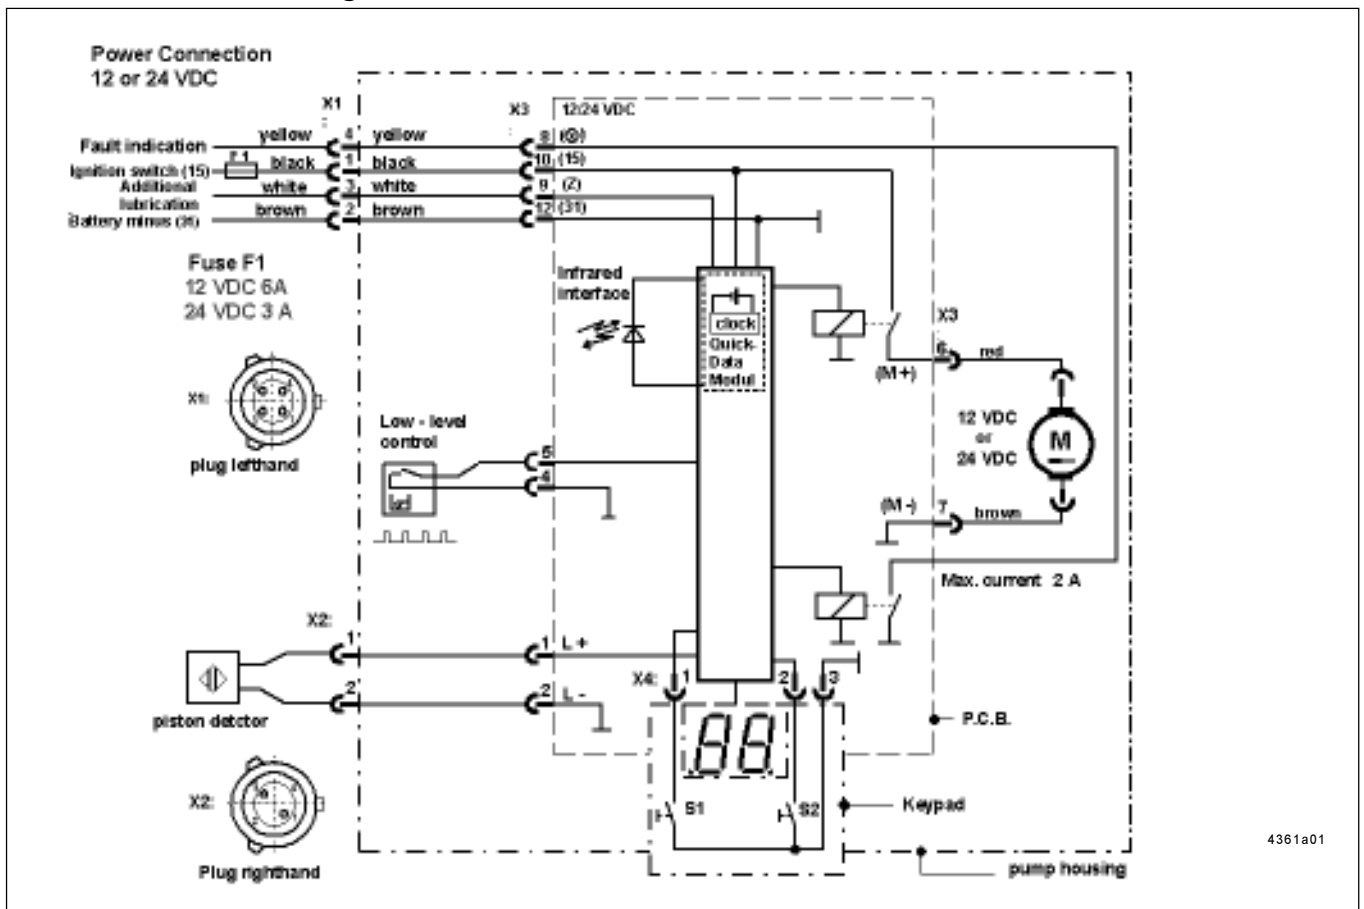 Power Connection
12 or 24 VDC
X1
:
X3
:
12/24 VDC
Fault indication
yellow
4
yellow
8
Ignition switch (15)
F 1
black
1
black
10
(15)
Additional
lubrication
white
3
white
9
(Z)
Battery minus (31)
brown
2
brown
12
(31)
Fuse F1
12 VDC 6A
24 VDC 3 A
Infrared
interface
clock
Quick-
Data
Modul
X3
:
6
red
(M+)
X1:
plug lefthand
Low - level
control
5
4
12 VDC
or
24 VDC
M
(M -)
7
brown
Max. current 2 A
X2:
1
1
L +
2
2
L -
piston detctor
X4:
1
2
3
88
P.C.B.
X2:
S1
S2
Keypad
Plug righthand
pump housing
4361a01